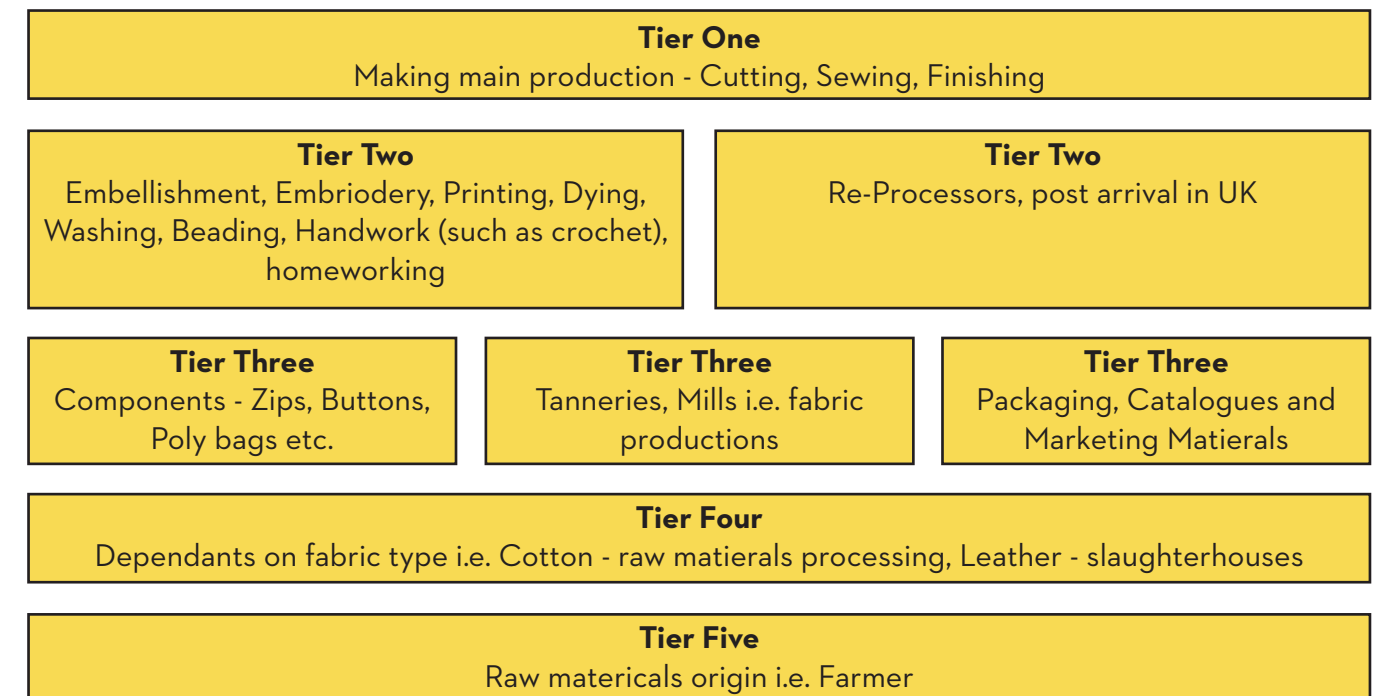 Tier One
Making main production - Cutting, Sewing, Finishing
Tier Two
Embellishment, Embriodery, Printing, Dying,
Washing, Beading, Handwork (such as crochet),
homeworking
Tier Two
Re-Processors, post arrival in UK
Tier Three
Components - Zips, Buttons,
Poly bags etc.
Tier Three
Tanneries, Mills i.e. fabric
productions
Tier Three
Packaging, Catalogues and
Marketing Matierals
Tier Four
Dependants on fabric type i.e. Cotton - raw matierals processing, Leather - slaughterhouses
Tier Five
Raw matericals origin i.e. Farmer